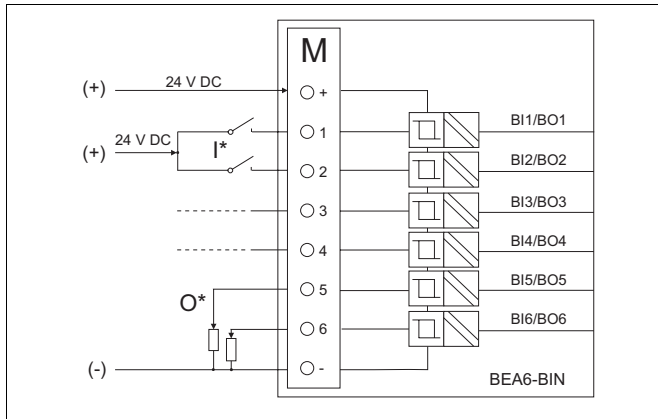 M
(+) 24 V DC +
1 BI1/BO1
(+) 24 V DC
I*
2 BI2/BO2
3 BI3/BO3
4 BI4/BO4
5 BI5/BO5
O*
6 BI6/BO6
(-) -
BEA6-BIN